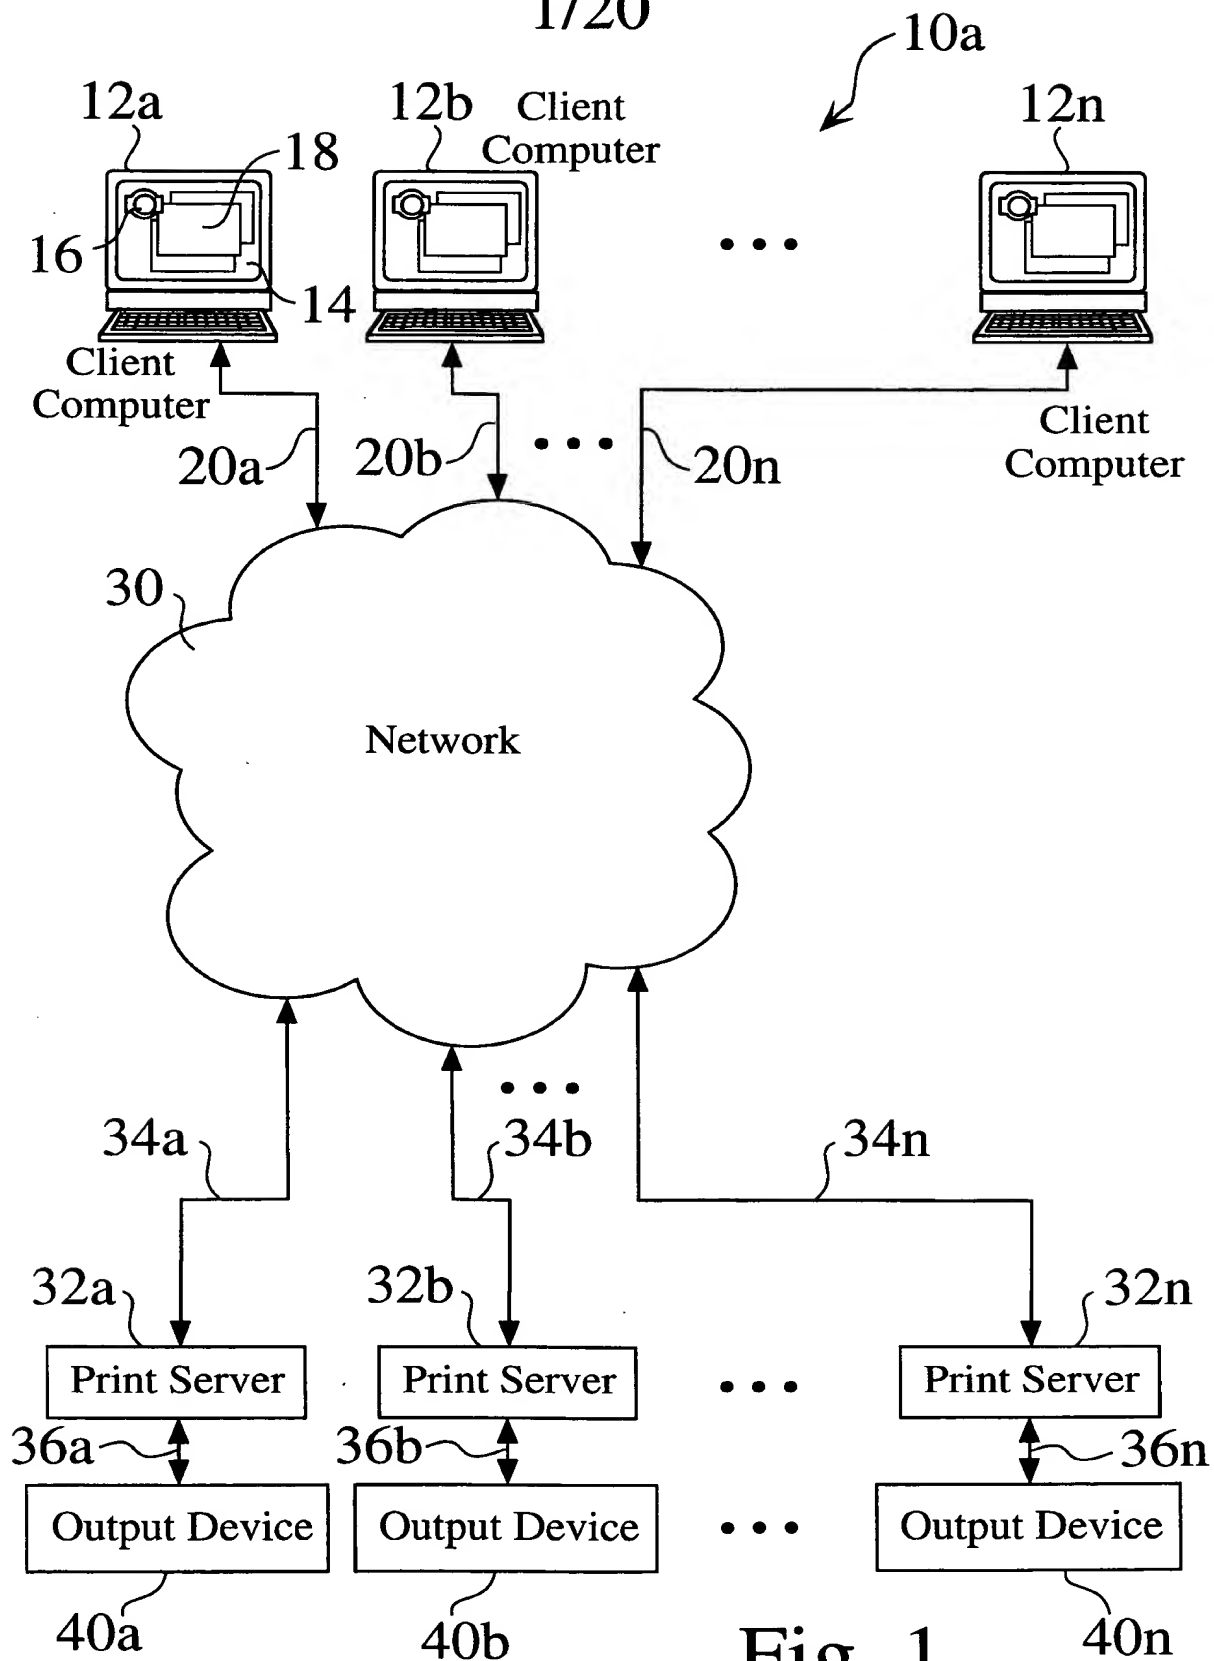 1/20
10a
12a
12b
Client
Computer
12n
18
16
14
Client
Computer
20a
20b
20n
Client
Computer
30
Network
34a
34b
34n
32a
32b
32n
Print Server
Print Server
Print Server
36a
36b
36n
Output Device
Output Device
Output Device
40a
40b
40n
Fig. 1